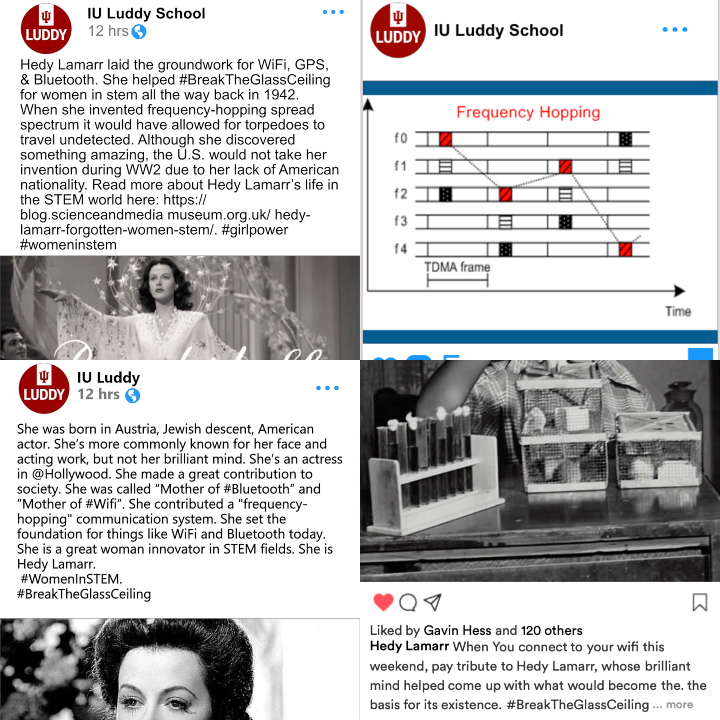 IU Luddy School
LUDDY
12 hrs
Hedy Lamarr laid the groundwork for WiFi, GPS,
& Bluetooth. She helped #BreakTheGlassCeiling
for women in stem all the way back in 1942.
When she invented frequency-hopping spread
spectrum it would have allowed for torpedoes to
travel undetected. Although she discovered
something amazing, the U.S. would not take her
invention during WW2 due to her lack of American
nationality. Read more about Hedy Lamarr's life in
the STEM world here: https://
blog.scienceandmedia museum.org.uk/ hedy-
lamarr-forgotten-women-stem/. #girlpower
#womeninstem
IU Luddy School
LUDDY
Frequency Hopping
f0
f1
f2
f3
f4
TDMA frame
Time
IU Luddy
LUDDY
12 hrs
She was born in Austria, Jewish descent, American
actor. She's more commonly known for her face and
acting work, but not her brilliant mind. She's an actress
in @Hollywood. She made a great contribution to
society. She was called "Mother of #Bluetooth" and
"Mother of #Wifi". She contributed a "frequency-
hopping" communication system. She set the
foundation for things like WiFi and Bluetooth today.
She is a great woman innovator in STEM fields. She is
Hedy Lamarr.
#WomenInSTEM.
#BreakTheGlassCeiling
Liked by Gavin Hess and 120 others
Hedy Lamarr When You connect to your wifi this
weekend, pay tribute to Hedy Lamarr, whose brilliant
mind helped come up with what would become the. the
basis for its existence. #BreakTheGlassCeiling ... more